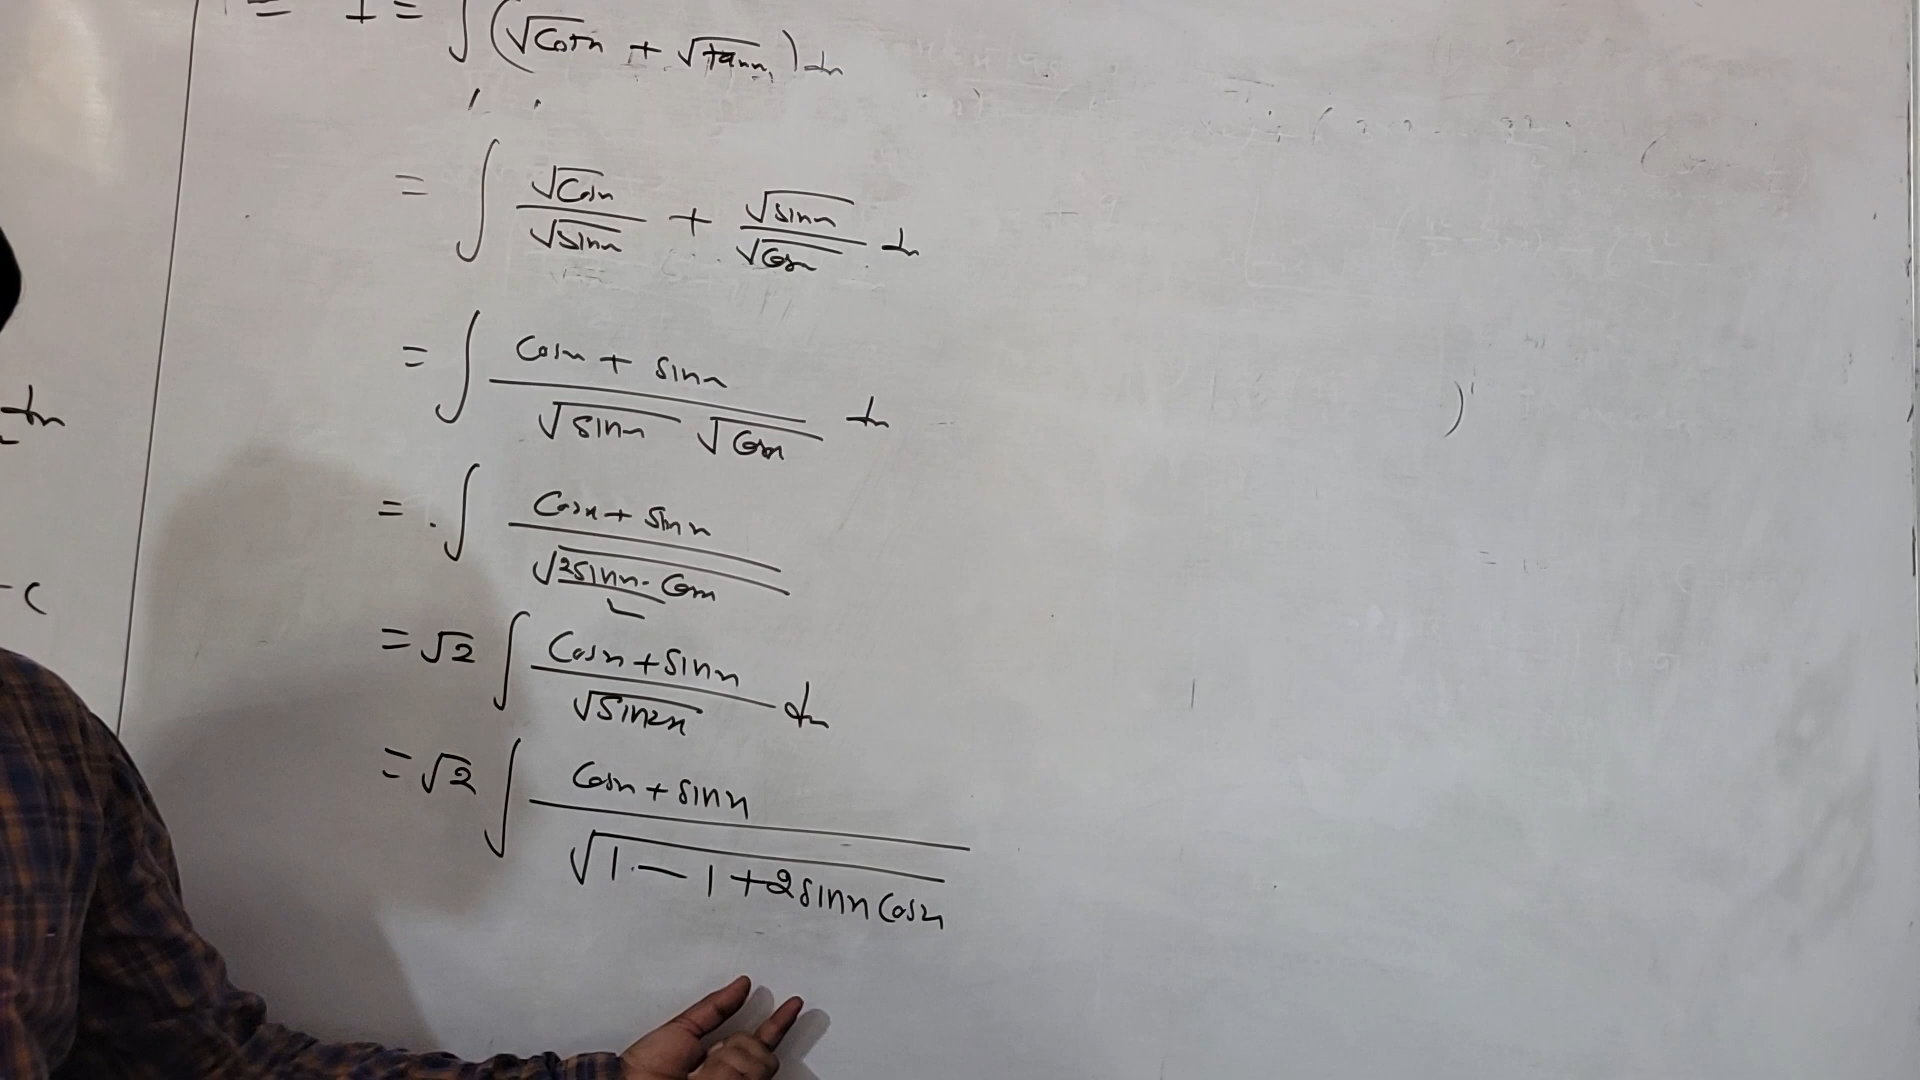 I = ∫ (√cotx + √tanx) dx
= ∫ √cosx/√sinx + √sinx/√cosx dx
= ∫ (cosx + sinx)/(√sinx √cosx) dx
= ∫ (cosx + sinx)/√(2sinx·cosx)
= √2 ∫ (cosx + sinx)/√sin2x dx
= √2 ∫ (cosx + sinx)/√(1 - 1 + 2sinx cosx)
dx
-c